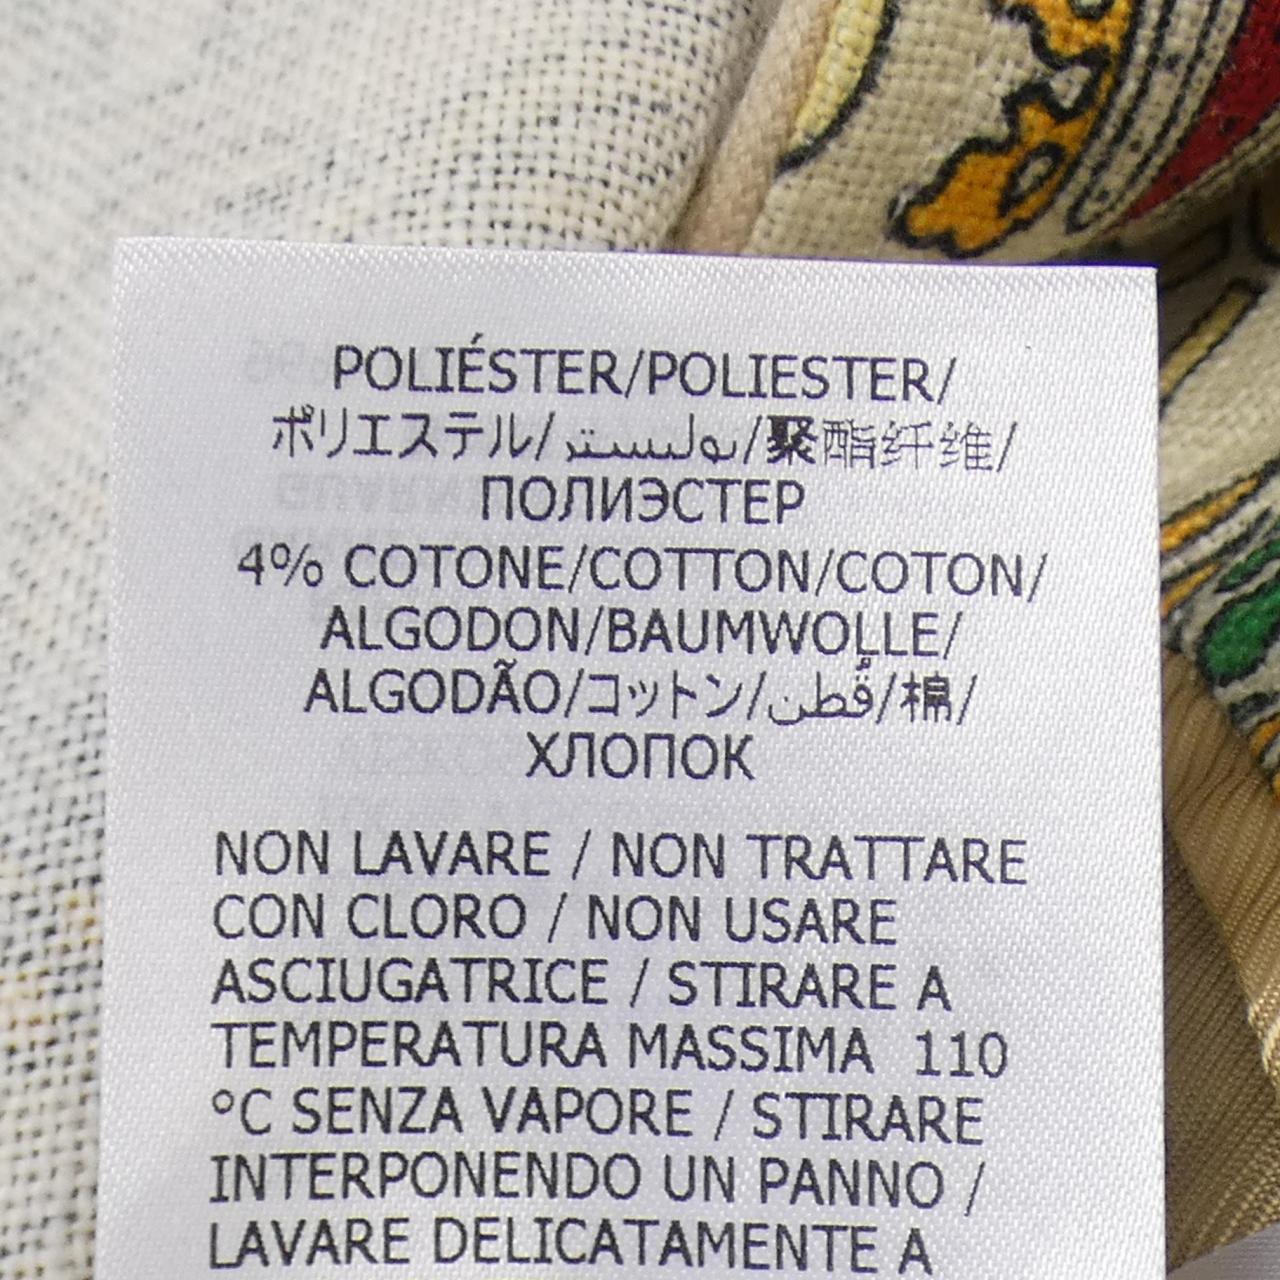 POLIÉSTER/POLIESTER/
ポリエステル/بوليستر/聚酯纤维/
ПОЛИЭСТЕР
4% COTONE/COTTON/COTON/
ALGODON/BAUMWOLLE/
ALGODÃO/コットン/قُطن/棉/
ХЛОПОК
NON LAVARE / NON TRATTARE
CON CLORO / NON USARE
ASCIUGATRICE / STIRARE A
TEMPERATURA MASSIMA 110
°C SENZA VAPORE / STIRARE
INTERPONENDO UN PANNO /
LAVARE DELICATAMENTE A